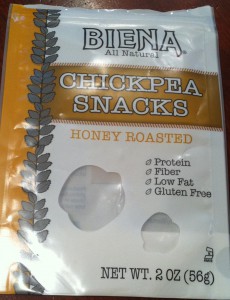 BIENA®
All Natural
CHICKPEA
SNACKS
HONEY ROASTED
Protein
Fiber
Low Fat
Gluten Free
NET WT. 2 OZ (56g)